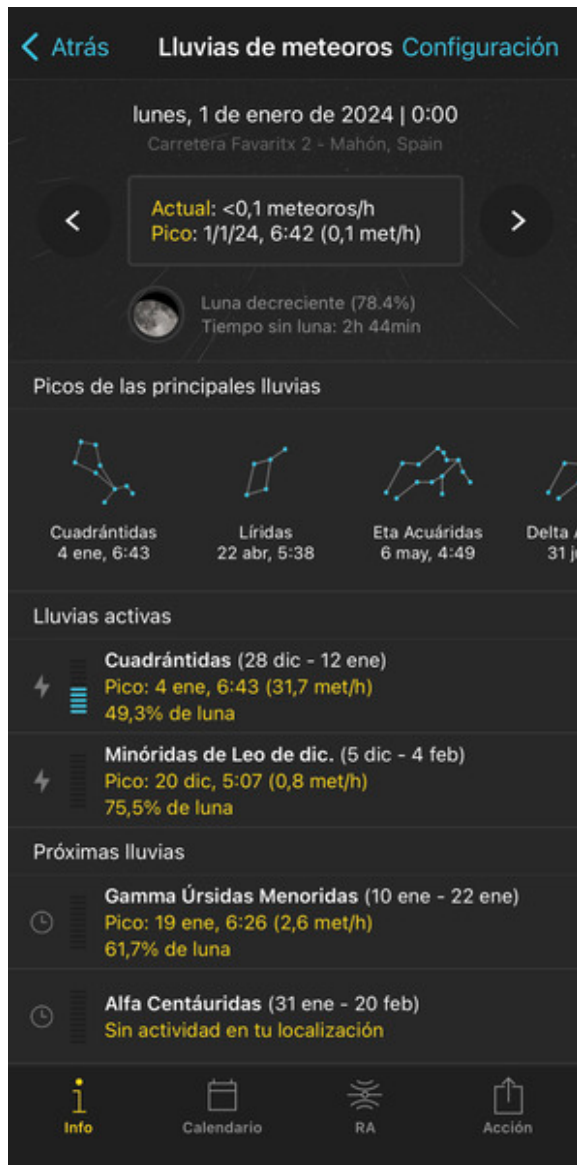 Atrás
Lluvias de meteoros
Configuración
lunes, 1 de enero de 2024 | 0:00
Carretera Favaritx 2 - Mahón, Spain
Actual: <0,1 meteoros/h
Pico: 1/1/24, 6:42 (0,1 met/h)
Luna decreciente (78.4%)
Tiempo sin luna: 2h 44min
Picos de las principales lluvias
Cuadrántidas
4 ene, 6:43
Líridas
22 abr, 5:38
Eta Acuáridas
6 may, 4:49
Delta
31
Lluvias activas
Cuadrántidas (28 dic - 12 ene)
Pico: 4 ene, 6:43 (31,7 met/h)
49,3% de luna
Minóridas de Leo de dic. (5 dic - 4 feb)
Pico: 20 dic, 5:07 (0,8 met/h)
75,5% de luna
Próximas lluvias
Gamma Úrsidas Menoridas (10 ene - 22 ene)
Pico: 19 ene, 6:26 (2,6 met/h)
61,7% de luna
Alfa Centáuridas (31 ene - 20 feb)
Sin actividad en tu localización
Info
Calendario
RA
Acción